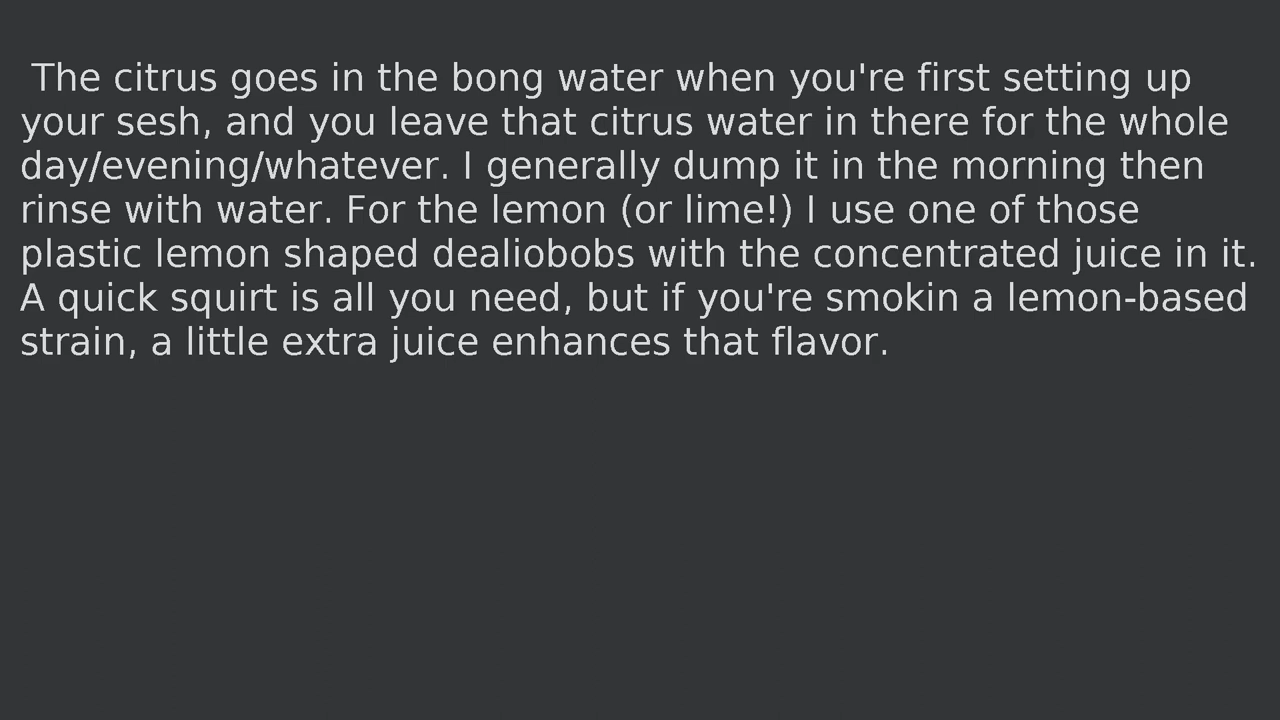 The citrus goes in the bong water when you're first setting up
your sesh, and you leave that citrus water in there for the whole
day/evening/whatever. I generally dump it in the morning then
rinse with water. For the lemon (or lime!) I use one of those
plastic lemon shaped dealiobobs with the concentrated juice in it.
A quick squirt is all you need, but if you're smokin a lemon-based
strain, a little extra juice enhances that flavor.